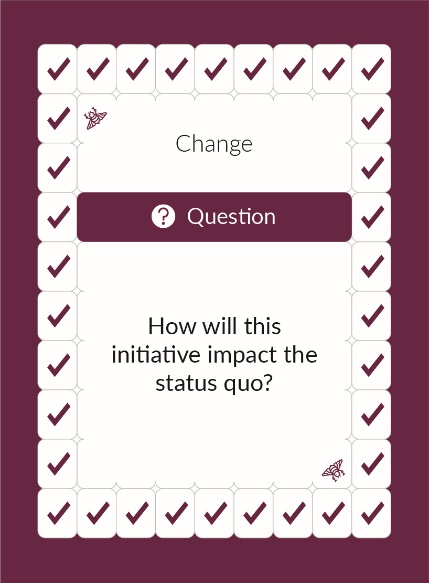 Change
? Question
How will this
initiative impact the
status quo?